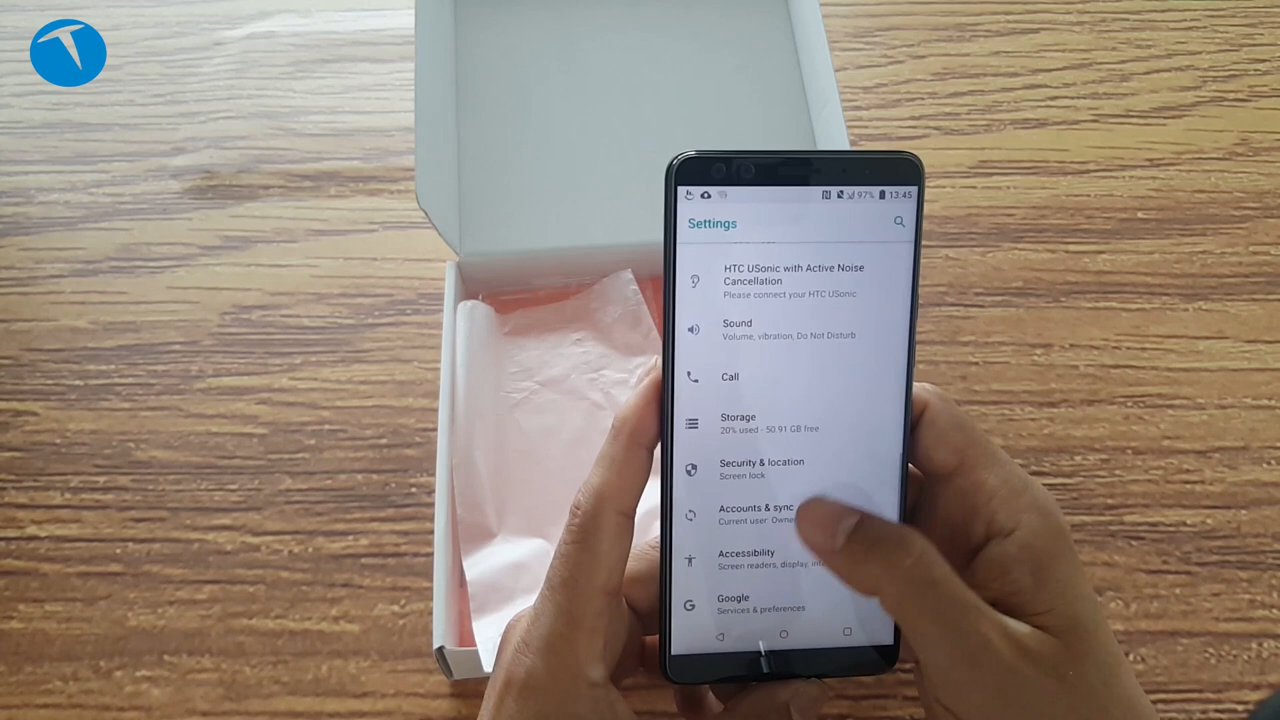 97% 13:45
Settings
HTC USonic with Active Noise
Cancellation
Please connect your HTC USonic
Sound
Volume, vibration, Do Not Disturb
Call
Storage
20% used - 50.91 GB free
Security & location
Screen lock
Accounts & sync
Current user:
Accessibility
Screen readers, display,
Google
Services & preferences